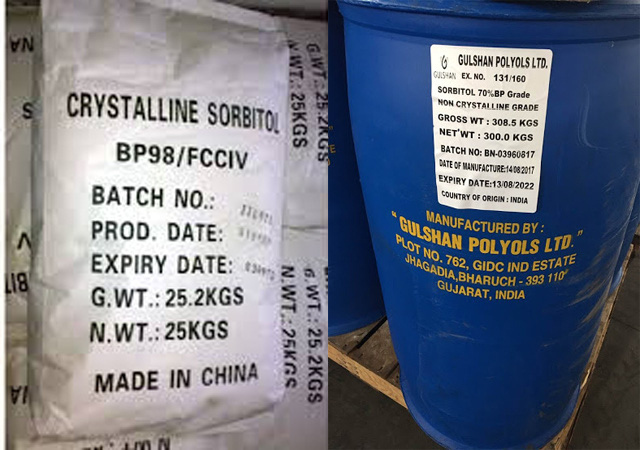 CRYSTALLINE SORBITOL
BP98/FCCIV
BATCH NO.:
PROD. DATE:
EXPIRY DATE:
G.WT.: 25.2KGS
N.WT.: 25KGS
MADE IN CHINA
N.WT.: 25KGS
G.WT.: 25.2KGS
N.WT.: 25KGS
G.WT.: 25.2KGS
GULSHAN
GULSHAN POLYOLS LTD.
EX. NO. 131/160
SORBITOL 70%BP Grade
NON CRYSTALLINE GRADE
GROSS WT : 308.5 KGS
NET WT : 300.0 KGS
BATCH NO: BN-03960817
DATE OF MANUFACTURE:14/08/2017
EXPIRY DATE:13/08/2022
COUNTRY OF ORIGIN : INDIA
MANUFACTURED BY :
"GULSHAN POLYOLS LTD."
PLOT NO. 762, GIDC IND ESTATE
JHAGADIA,BHARUCH - 393 110
GUJARAT, INDIA